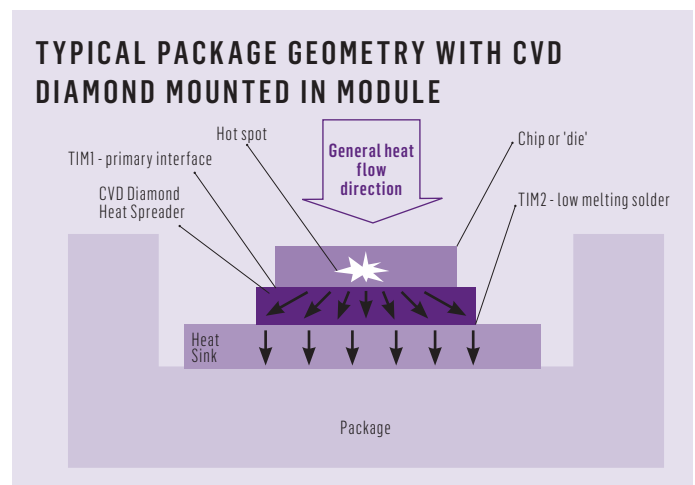 TYPICAL PACKAGE GEOMETRY WITH CVD
DIAMOND MOUNTED IN MODULE
Hot spot
TIM1 - primary interface
CVD Diamond
Heat Spreader
General heat
flow
direction
Chip or 'die'
TIM2 - low melting solder
Heat
Sink
Package